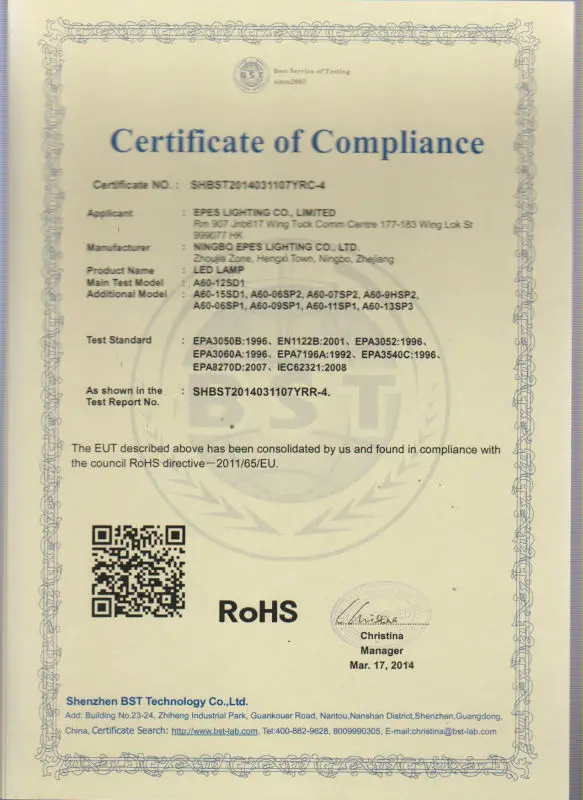 BST
Best Service of Testing
since2003
Certificate of Compliance
Certificate NO. : SHBST2014031107YRC-4
Applicant : EPES LIGHTING CO., LIMITED
Rm 907 Jnb617 Wing Tuck Comm Centre 177-183 Wing Lok St
999077 HK
Manufacturer : NINGBO EPES LIGHTING CO., LTD.
Zhoujia Zone, Hengxi Town, Ningbo, Zhejiang
Product Name : LED LAMP
Main Test Model : A60-12SD1
Additional Model : A60-15SD1, A60-06SP2, A60-07SP2, A60-9HSP2,
A60-06SP1, A60-09SP1, A60-11SP1, A60-13SP3
Test Standard : EPA3050B:1996、EN1122B:2001、EPA3052:1996、
EPA3060A:1996、EPA7196A:1992、EPA3540C:1996、
EPA8270D:2007、IEC62321:2008
As shown in the : SHBST2014031107YRR-4.
Test Report No.
BST
The EUT described above has been consolidated by us and found in compliance with
the council RoHS directive—2011/65/EU.
RoHS
Christina
Christina
Manager
Mar. 17, 2014
Shenzhen BST Technology Co.,Ltd.
Add: Building No.23-24, Zhiheng Industrial Park, Guankouer Road, Nantou,Nanshan District,Shenzhen,Guangdong,
China, Certificate Search: http://www.bst-lab.com, Tel:400-882-9628, 8009990305, E-mail:christina@bst-lab.com